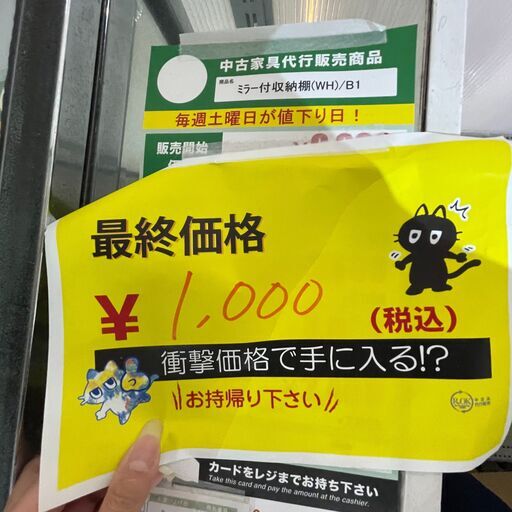 中古家具代行販売商品
商品名
ミラー付収納棚(WH)/B1
毎週土曜日が値下り日！
販売開始
最終価格
¥ 1,000 (税込)
衝撃価格で手に入る!?
お持帰り下さい
カードをレジまでお持ち下さい
Take this card and pay the amount at the cashier.